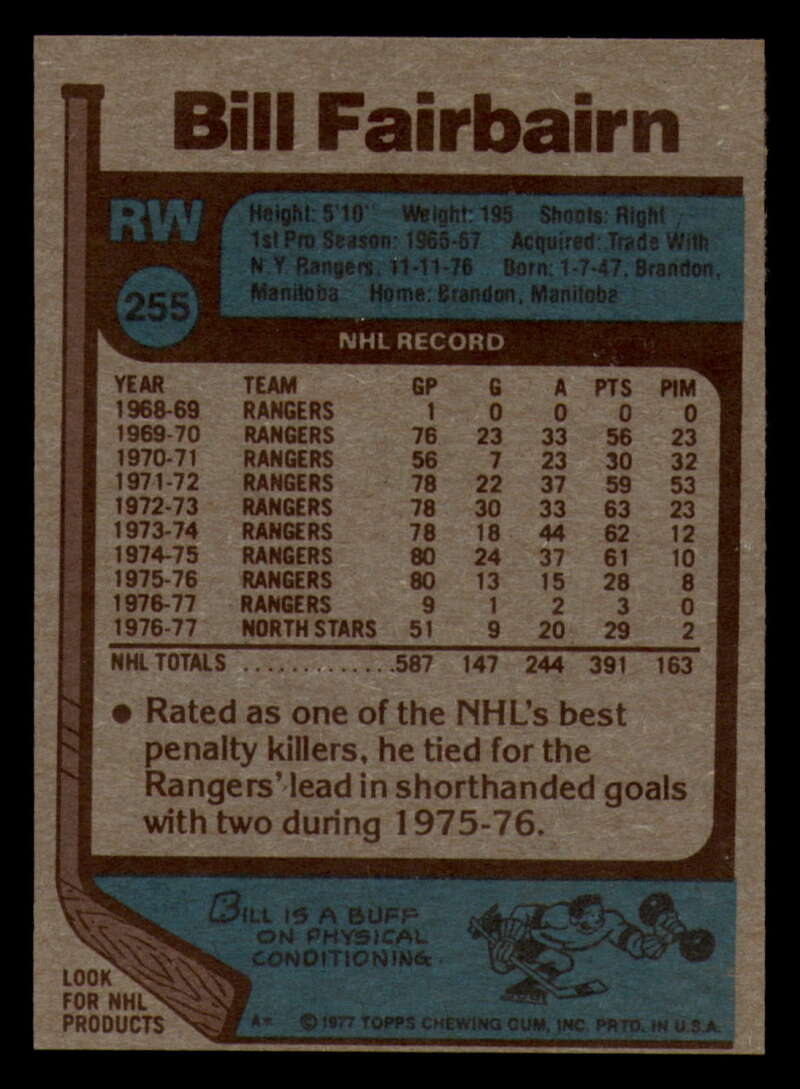 Bill Fairbairn
RW
Height: 5'10" Weight: 195 Shoots: Right
1st Pro Season: 1966-67 Acquired: Trade With
N.Y. Rangers, 11-11-76 Born: 1-7-47, Brandon,
Manitoba Home: Brandon, Manitoba
255
NHL RECORD
YEAR TEAM GP G A PTS PIM
1968-69 RANGERS 1 0 0 0 0
1969-70 RANGERS 76 23 33 56 23
1970-71 RANGERS 56 7 23 30 32
1971-72 RANGERS 78 22 37 59 53
1972-73 RANGERS 78 30 33 63 23
1973-74 RANGERS 78 18 44 62 12
1974-75 RANGERS 80 24 37 61 10
1975-76 RANGERS 80 13 15 28 8
1976-77 RANGERS 9 1 2 3 0
1976-77 NORTH STARS 51 9 20 29 2
NHL TOTALS .............587 147 244 391 163
● Rated as one of the NHL's best
penalty killers, he tied for the
Rangers' lead in shorthanded goals
with two during 1975-76.
BILL IS A BUFF
ON PHYSICAL
CONDITIONING
LOOK
FOR NHL
PRODUCTS
A* © 1977 TOPPS CHEWING GUM, INC. PRTD. IN U.S.A.